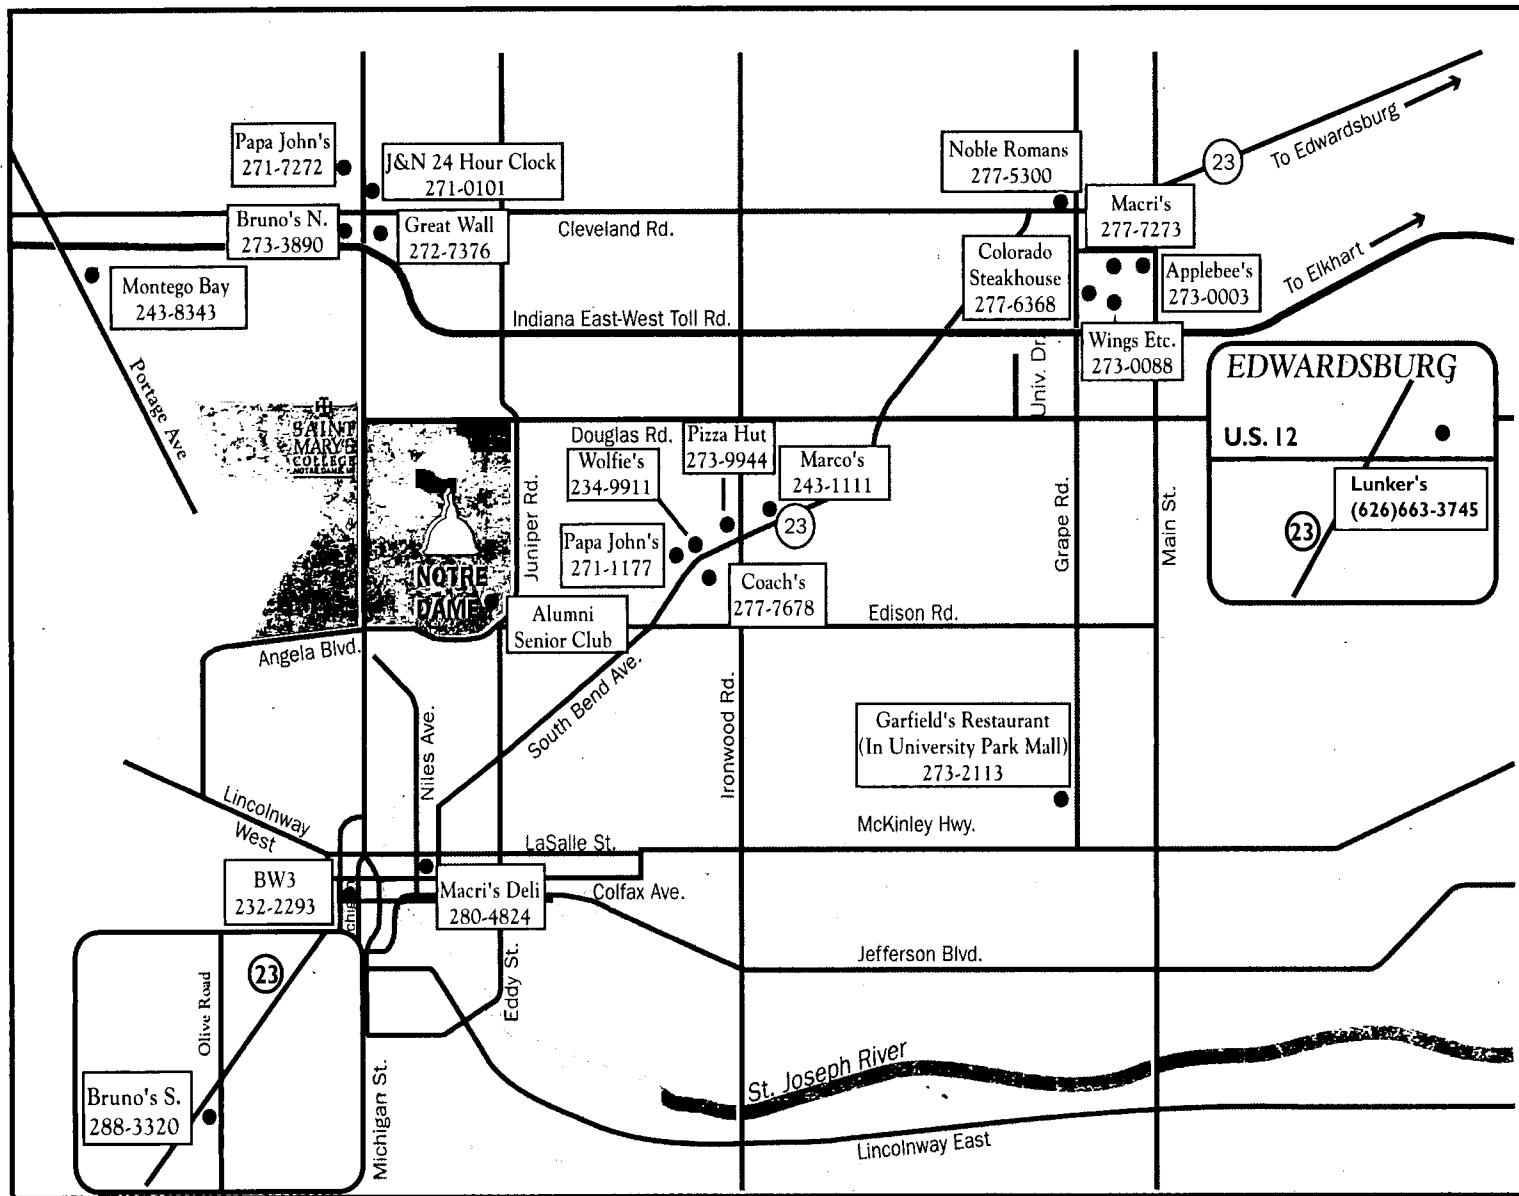 Papa John's
271-7272
J&N 24 Hour Clock
271-0101
Noble Romans
277-5300
23
To Edwardsburg
Bruno's N.
273-3890
Great Wall
272-7376
Cleveland Rd.
Macri's
277-7273
Colorado
Steakhouse
277-6368
Applebee's
273-0003
To Elkhart
Montego Bay
243-8343
Indiana East-West Toll Rd.
Wings Etc.
273-0088
Univ. Dr.
Portage Ave
EDWARDSBURG
U.S. 12
Lunker's
(626)663-3745
23
SAINT
MARY'S
COLLEGE
NOTRE DAME
Douglas Rd.
Pizza Hut
273-9944
Wolfie's
234-9911
Marco's
243-1111
23
Juniper Rd.
Grape Rd.
Main St.
Papa John's
271-1177
NOTRE
DAME
Coach's
277-7678
Alumni
Senior Club
Edison Rd.
Angela Blvd.
South Bend Ave.
Niles Ave.
Ironwood Rd.
Garfield's Restaurant
(In University Park Mall)
273-2113
Lincolnway
West
McKinley Hwy.
LaSalle St.
BW3
232-2293
Macri's Deli
280-4824
Colfax Ave.
Jefferson Blvd.
23
Olive Road
Eddy St.
Bruno's S.
288-3320
Michigan St.
St. Joseph River
Lincolnway East